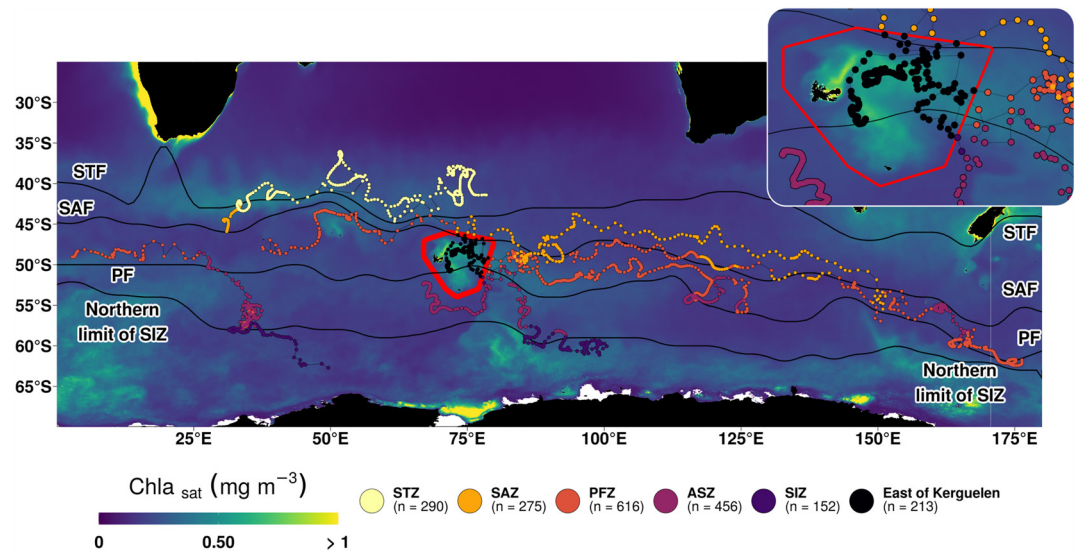 30°S
35°S
40°S
45°S
50°S
55°S
60°S
65°S
STF
SAF
PF
Northern
limit of SIZ
STF
SAF
PF
Northern
limit of SIZ
25°E
50°E
75°E
100°E
125°E
150°E
175°E
Chla sat (mg m⁻³)
0
0.50
> 1
STZ
(n = 290)
SAZ
(n = 275)
PFZ
(n = 616)
ASZ
(n = 456)
SIZ
(n = 152)
East of Kerguelen
(n = 213)